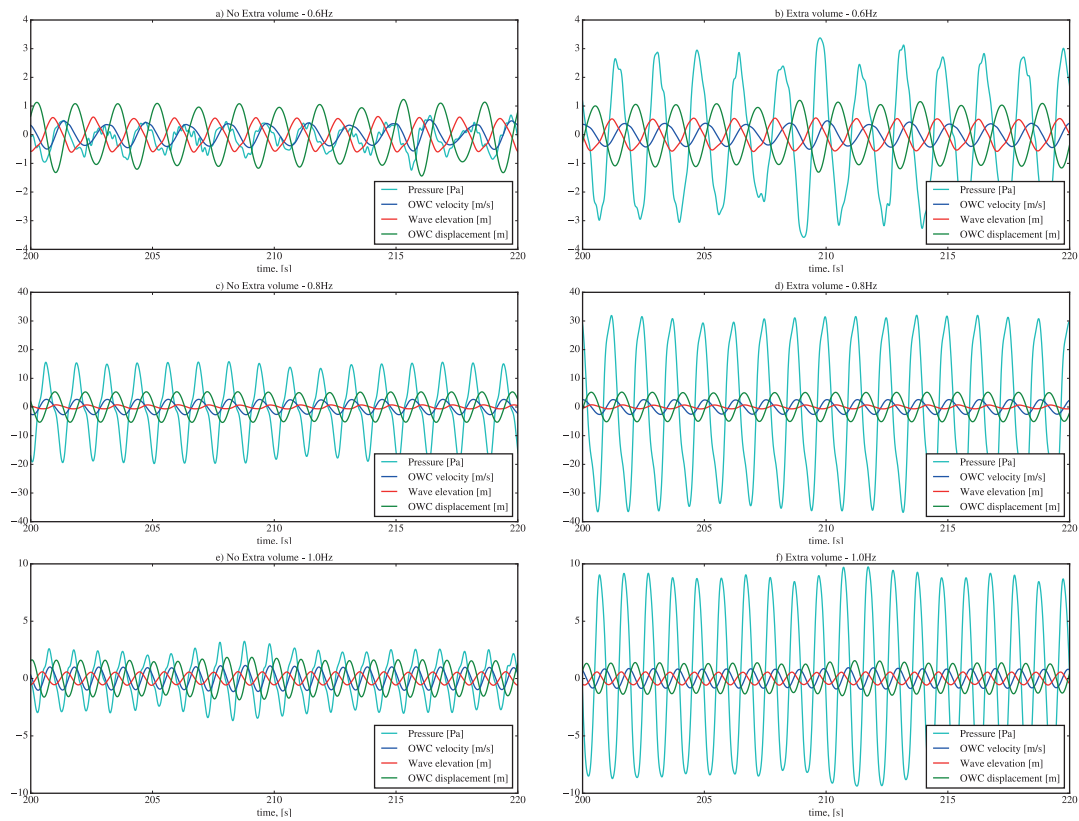 a) No Extra volume - 0.6Hz
4
3
2
1
0
−1
−2
−3
−4
200
205
210
215
220
time, [s]
Pressure [Pa]
OWC velocity [m/s]
Wave elevation [m]
OWC displacement [m]
b) Extra volume - 0.6Hz
4
3
2
1
0
−1
−2
−3
−4
200
205
210
215
220
time, [s]
Pressure [Pa]
OWC velocity [m/s]
Wave elevation [m]
OWC displacement [m]
c) No Extra volume - 0.8Hz
40
30
20
10
0
−10
−20
−30
−40
200
205
210
215
220
time, [s]
Pressure [Pa]
OWC velocity [m/s]
Wave elevation [m]
OWC displacement [m]
d) Extra volume - 0.8Hz
40
30
20
10
0
−10
−20
−30
−40
200
205
210
215
220
time, [s]
Pressure [Pa]
OWC velocity [m/s]
Wave elevation [m]
OWC displacement [m]
e) No Extra volume - 1.0Hz
10
5
0
−5
−10
200
205
210
215
220
time, [s]
Pressure [Pa]
OWC velocity [m/s]
Wave elevation [m]
OWC displacement [m]
f) Extra volume - 1.0Hz
10
5
0
−5
−10
200
205
210
215
220
time, [s]
Pressure [Pa]
OWC velocity [m/s]
Wave elevation [m]
OWC displacement [m]